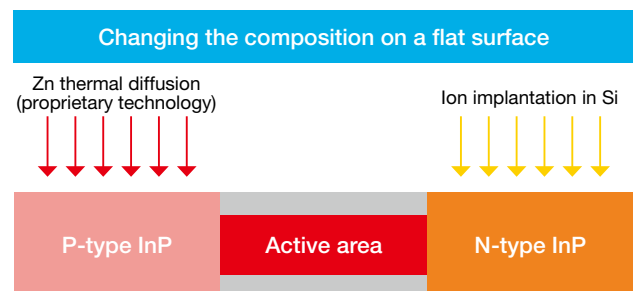 Changing the composition on a flat surface
Zn thermal diffusion
(proprietary technology)
Ion implantation in Si
P-type InP
Active area
N-type InP